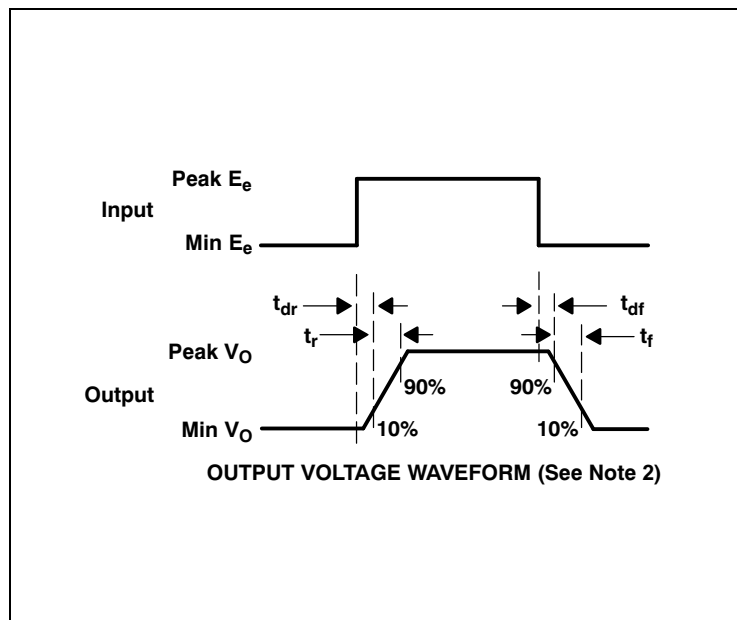 Peak Ee
Input
Min Ee
tdr
tdf
tr
tf
Peak VO
90%
90%
Output
10%
10%
Min VO
OUTPUT VOLTAGE WAVEFORM (See Note 2)